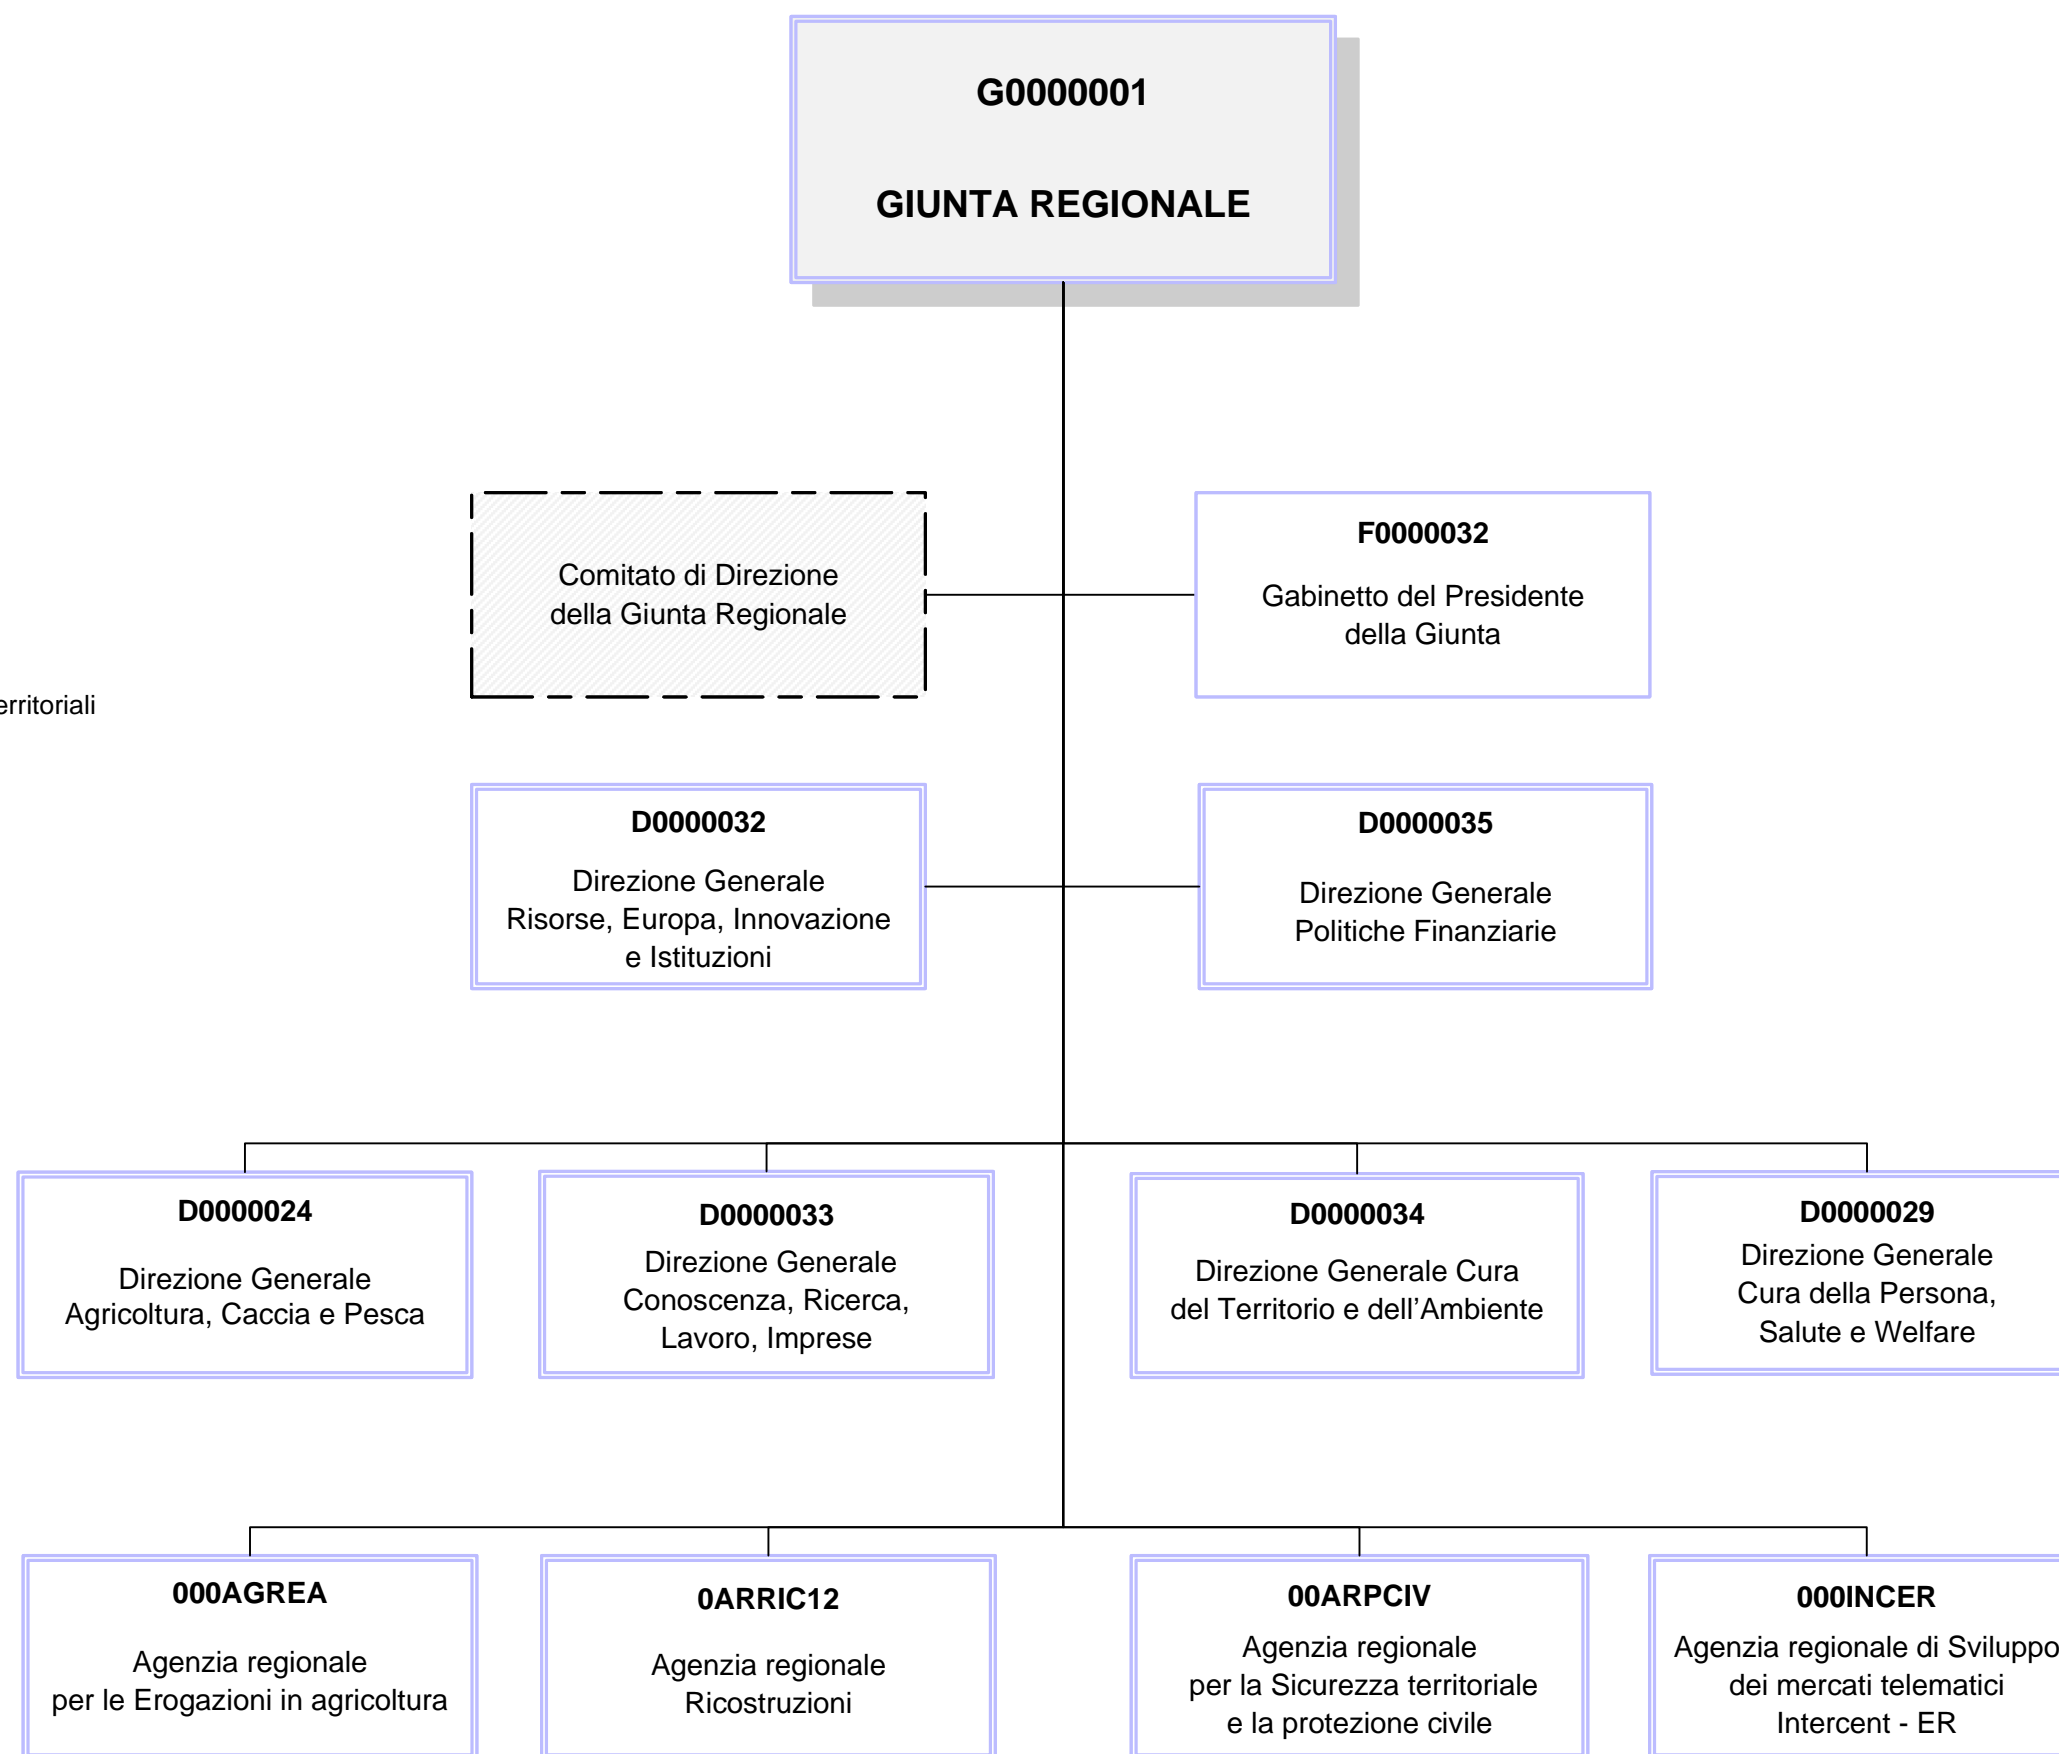 G0000001
GIUNTA REGIONALE
Comitato di Direzione
della Giunta Regionale
F0000032
Gabinetto del Presidente
della Giunta
erritoriali
D0000032
Direzione Generale
Risorse, Europa, Innovazione
e Istituzioni
D0000035
Direzione Generale
Politiche Finanziarie
D0000024
Direzione Generale
Agricoltura, Caccia e Pesca
D0000033
Direzione Generale
Conoscenza, Ricerca,
Lavoro, Imprese
D0000034
Direzione Generale Cura
del Territorio e dell’Ambiente
D0000029
Direzione Generale
Cura della Persona,
Salute e Welfare
000AGREA
Agenzia regionale
per le Erogazioni in agricoltura
0ARRIC12
Agenzia regionale
Ricostruzioni
00ARPCIV
Agenzia regionale
per la Sicurezza territoriale
e la protezione civile
000INCER
Agenzia regionale di Sviluppo
dei mercati telematici
Intercent - ER